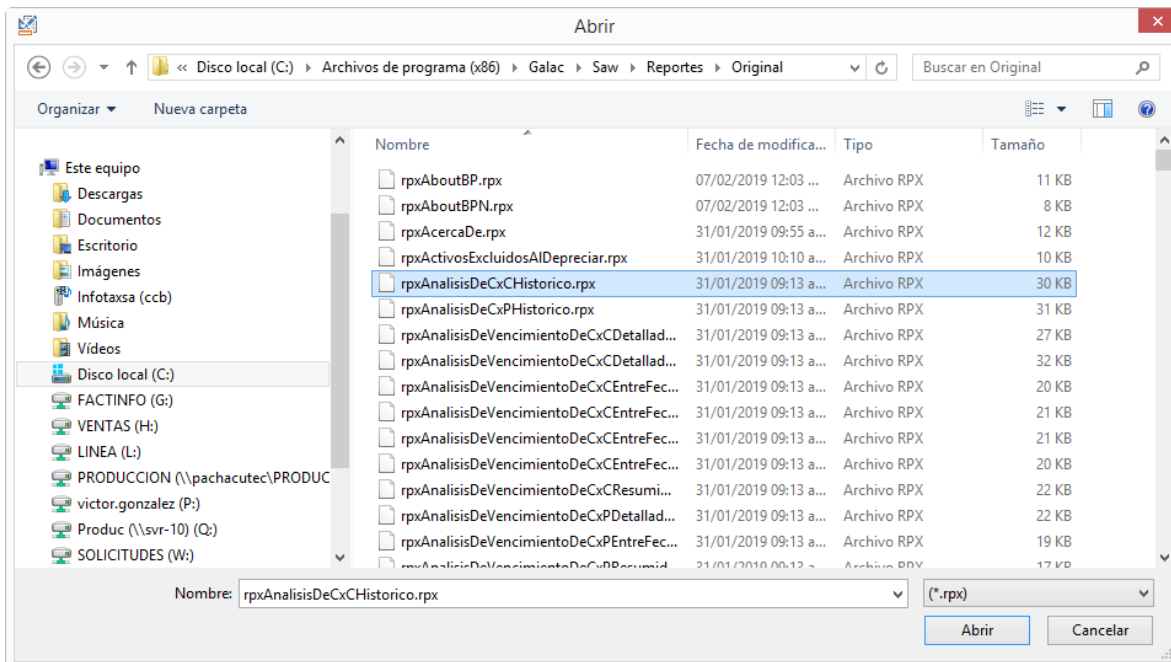 Abrir
« Disco local (C:) Archivos de programa (x86) Galac Saw Reportes Original Buscar en Original
Organizar Nueva carpeta
Nombre Fecha de modifica... Tipo Tamaño
Este equipo
Descargas
Documentos
Escritorio
Imágenes
Infotaxsa (ccb)
Música
Vídeos
Disco local (C:)
FACTINFO (G:)
VENTAS (H:)
LINEA (L:)
PRODUCCION (\\pachacutec\PRODUC
victor.gonzalez (P:)
Produc (\\svr-10) (Q:)
SOLICITUDES (W:)
rpxAboutBP.rpx 07/02/2019 12:03 ... Archivo RPX 11 KB
rpxAboutBPN.rpx 07/02/2019 12:03 ... Archivo RPX 8 KB
rpxAcercaDe.rpx 31/01/2019 09:55 a... Archivo RPX 12 KB
rpxActivosExcluidosAlDepreciar.rpx 31/01/2019 10:10 a... Archivo RPX 10 KB
rpxAnalisisDeCxCHistorico.rpx 31/01/2019 09:13 a... Archivo RPX 30 KB
rpxAnalisisDeCxPHistorico.rpx 31/01/2019 09:13 a... Archivo RPX 31 KB
rpxAnalisisDeVencimientoDeCxCDetallad... 31/01/2019 09:13 a... Archivo RPX 27 KB
rpxAnalisisDeVencimientoDeCxCDetallad... 31/01/2019 09:13 a... Archivo RPX 32 KB
rpxAnalisisDeVencimientoDeCxCEntreFec... 31/01/2019 09:13 a... Archivo RPX 20 KB
rpxAnalisisDeVencimientoDeCxCEntreFec... 31/01/2019 09:13 a... Archivo RPX 21 KB
rpxAnalisisDeVencimientoDeCxCEntreFec... 31/01/2019 09:13 a... Archivo RPX 21 KB
rpxAnalisisDeVencimientoDeCxCEntreFec... 31/01/2019 09:13 a... Archivo RPX 20 KB
rpxAnalisisDeVencimientoDeCxCResumi... 31/01/2019 09:13 a... Archivo RPX 22 KB
rpxAnalisisDeVencimientoDeCxPDetallad... 31/01/2019 09:13 a... Archivo RPX 22 KB
rpxAnalisisDeVencimientoDeCxPEntreFec... 31/01/2019 09:13 a... Archivo RPX 19 KB
rpxAnalisisDeVencimientoDeCxPResumid... 31/01/2019 09:13 a... Archivo RPX 17 KB
Nombre: rpxAnalisisDeCxCHistorico.rpx (*.rpx)
Abrir Cancelar